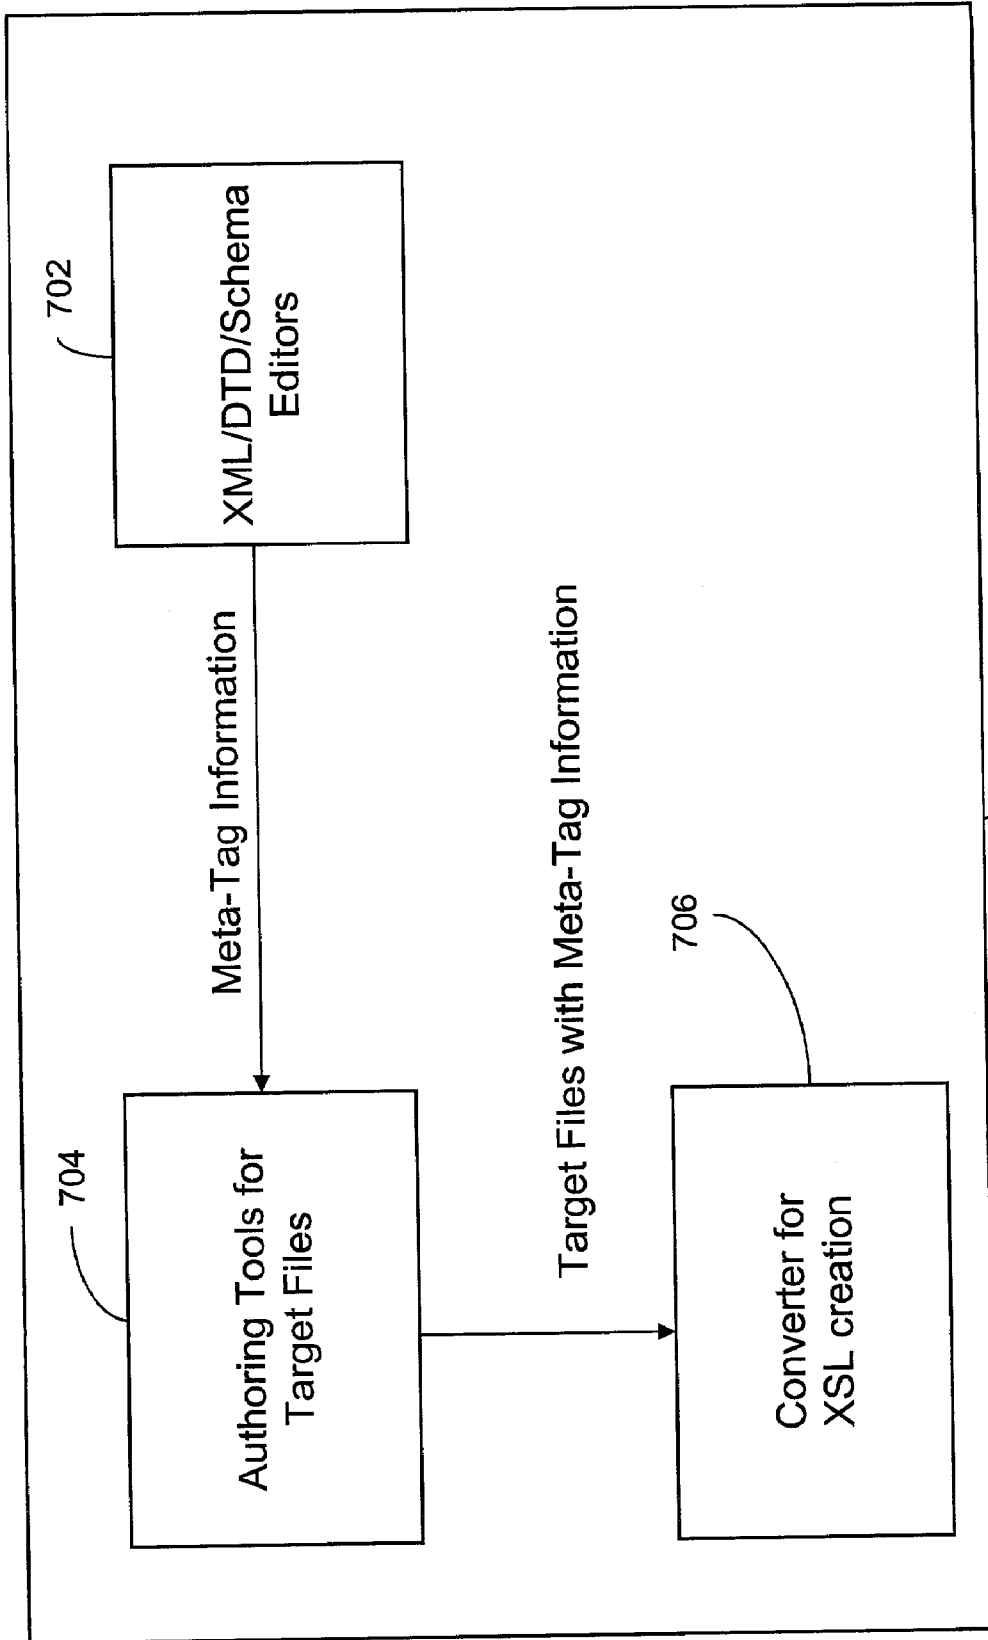 704
702
Authoring Tools for
Target Files
Meta-Tag Information
XML/DTD/Schema
Editors
Target Files with Meta-Tag Information
706
Converter for
XSL creation